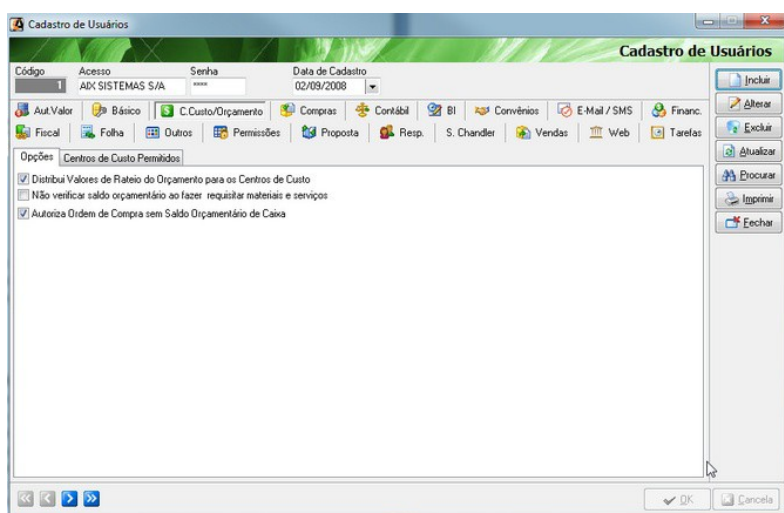 Cadastro de Usuários
Cadastro de Usuários
Código Acesso Senha Data de Cadastro
1 AIX SISTEMAS S/A **** 02/09/2008
Aut.Valor Básico C.Custo/Orçamento Compras Contábil BI Convênios E-Mail / SMS Financ.
Fiscal Folha Outros Permissões Proposta Resp. S. Chandler Vendas Web Tarefas
Opções Centros de Custo Permitidos
Distribui Valores de Rateio do Orçamento para os Centros de Custo
Não verificar saldo orçamentário ao fazer requisitar materiais e serviços
Autoriza Ordem de Compra sem Saldo Orçamentário de Caixa
Incluir
Alterar
Excluir
Atualizar
Procurar
Imprimir
Fechar
OK Cancela